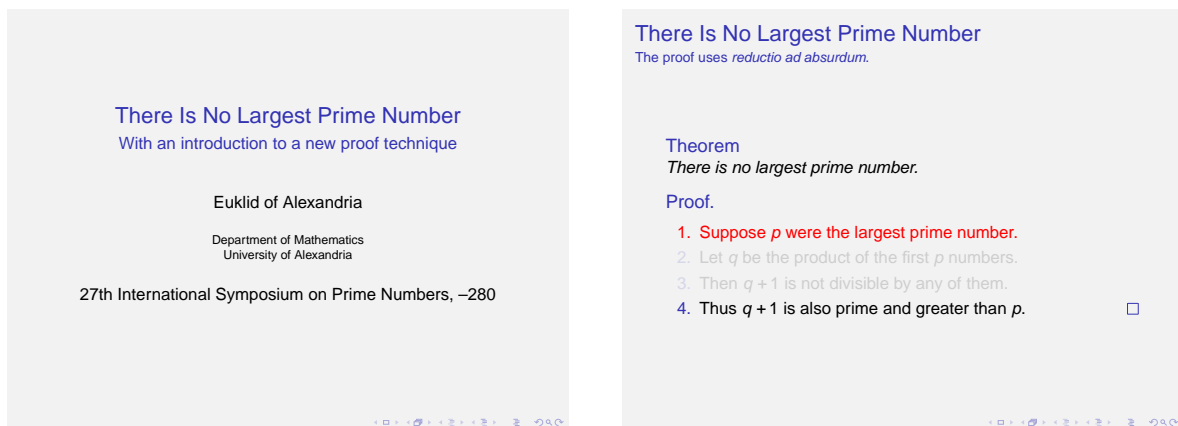 There Is No Largest Prime Number
With an introduction to a new proof technique
Euklid of Alexandria
Department of Mathematics
University of Alexandria
27th International Symposium on Prime Numbers, –280
There Is No Largest Prime Number
The proof uses reductio ad absurdum.
Theorem
There is no largest prime number.
Proof.
1. Suppose p were the largest prime number.
2. Let q be the product of the first p numbers.
3. Then q + 1 is not divisible by any of them.
4. Thus q + 1 is also prime and greater than p.